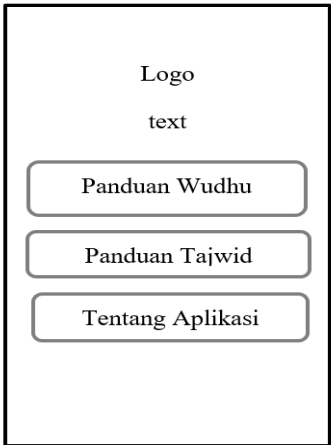 Logo
text
Panduan Wudhu
Panduan Tajwid
Tentang Aplikasi